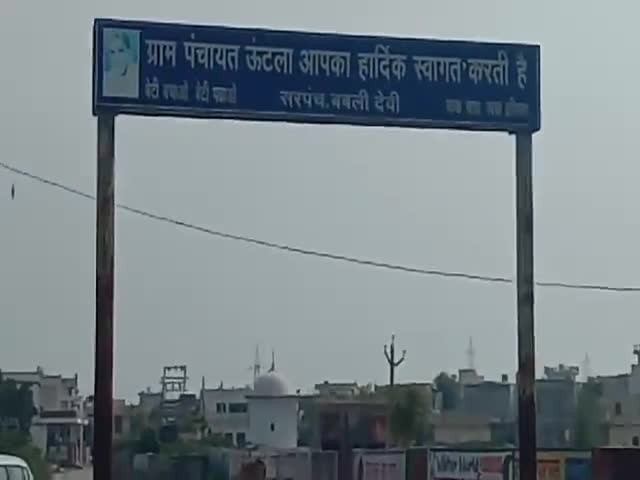 ग्राम पंचायत ऊंटला आपका हार्दिक स्वागत करती है
बेटी बचाओ बेटी पढ़ाओ सरपंच. बबली देवी